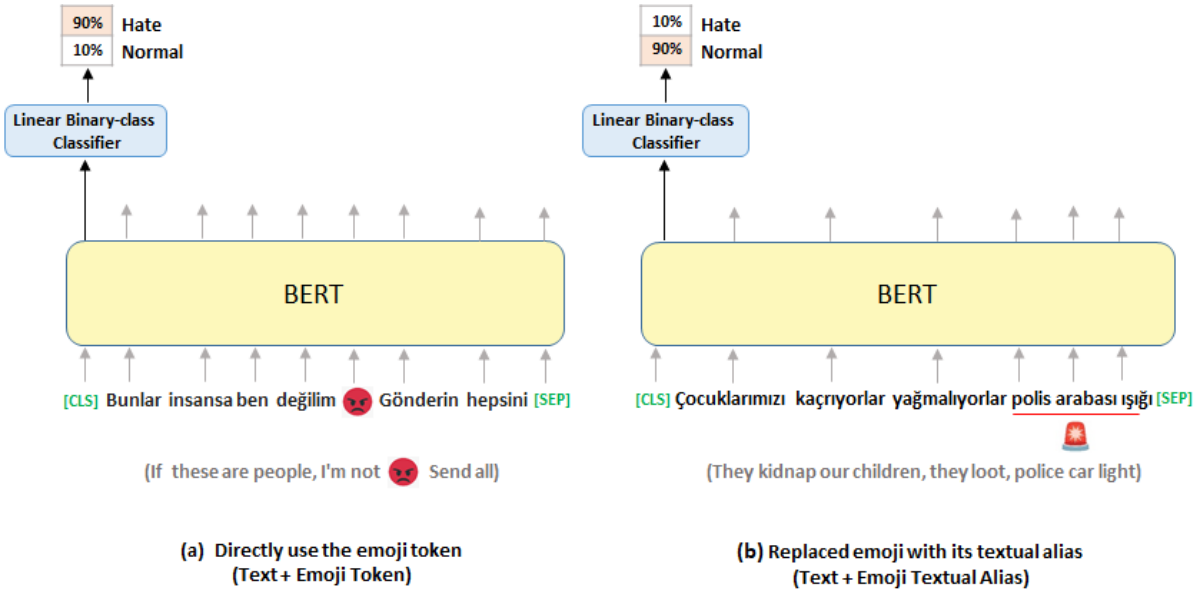 90% Hate
10% Normal
Linear Binary-class
Classifier
BERT
[CLS] Bunlar insansa ben değilim 😡 Gönderin hepsini [SEP]
(If these are people, I'm not 😡 Send all)
(a) Directly use the emoji token
(Text + Emoji Token)
10% Hate
90% Normal
Linear Binary-class
Classifier
BERT
[CLS] Çocuklarımızı kaçrıyorlar yağmalıyorlar polis arabası ışığı [SEP]
🚨
(They kidnap our children, they loot, police car light)
(b) Replaced emoji with its textual alias
(Text + Emoji Textual Alias)